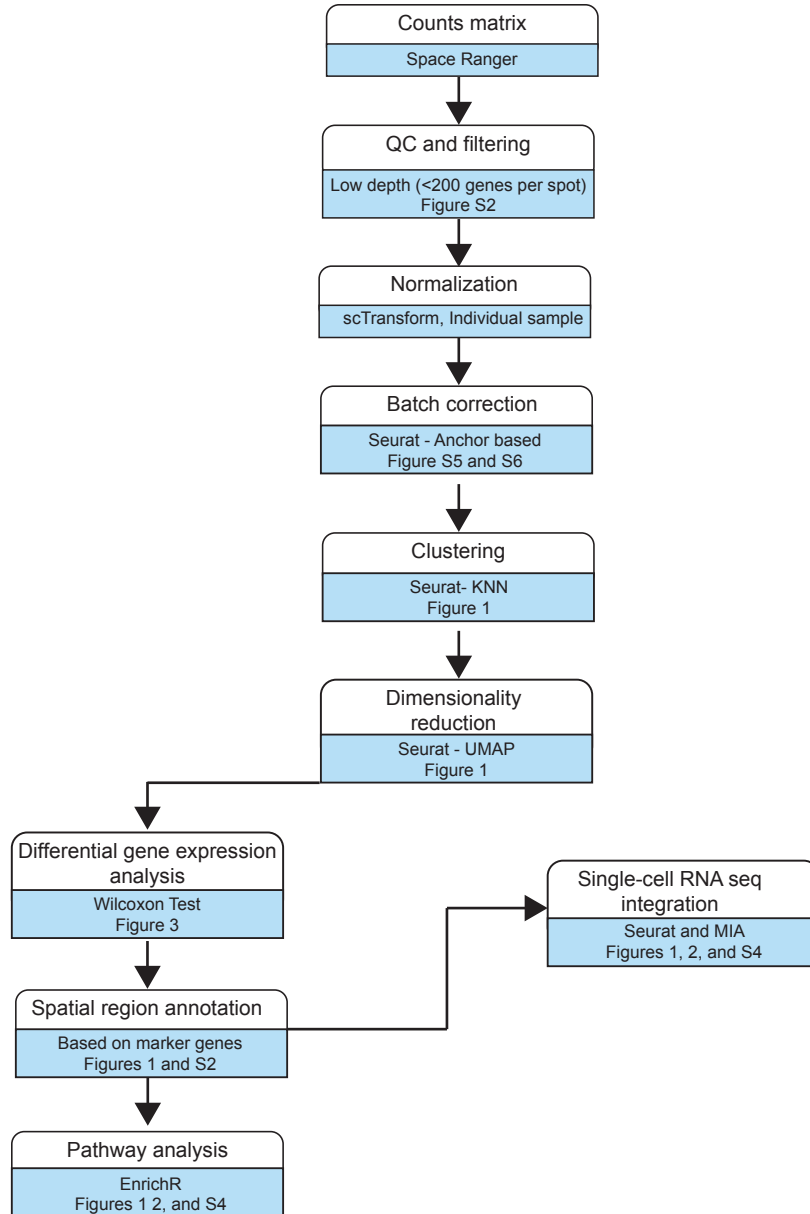 Counts matrix
Space Ranger
QC and filtering
Low depth (<200 genes per spot)
Figure S2
Normalization
scTransform, Individual sample
Batch correction
Seurat - Anchor based
Figure S5 and S6
Clustering
Seurat- KNN
Figure 1
Dimensionality
reduction
Seurat - UMAP
Figure 1
Differential gene expression
analysis
Wilcoxon Test
Figure 3
Single-cell RNA seq
integration
Seurat and MIA
Figures 1, 2, and S4
Spatial region annotation
Based on marker genes
Figures 1 and S2
Pathway analysis
EnrichR
Figures 1 2, and S4